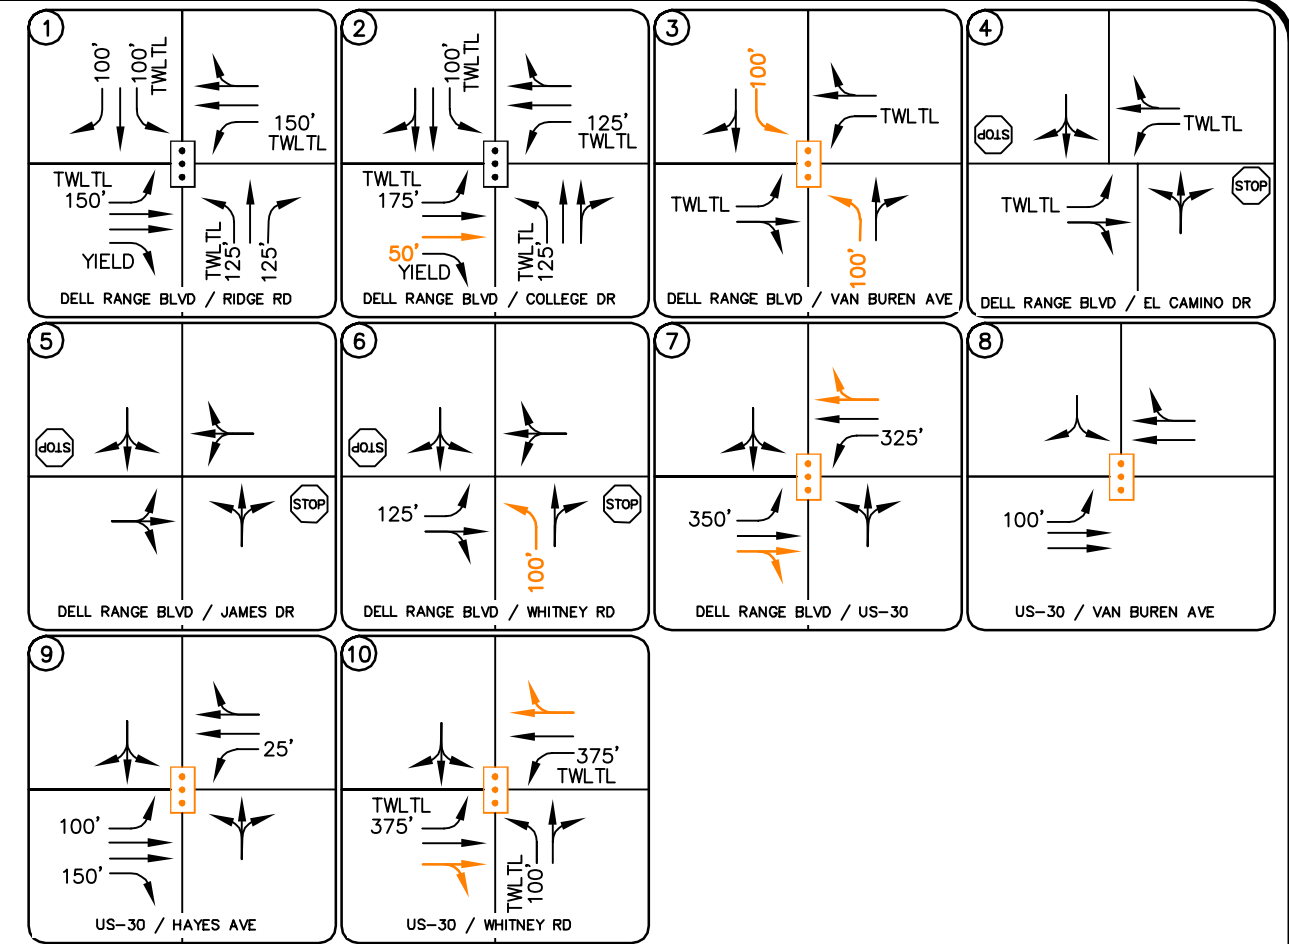 1
100'
100'
TWLTL
150'
TWLTL
TWLTL
150'
YIELD
TWLTL
125'
125'
DELL RANGE BLVD / RIDGE RD
2
100'
TWLTL
125'
TWLTL
TWLTL
175'
50'
YIELD
TWLTL
125'
DELL RANGE BLVD / COLLEGE DR
3
100'
TWLTL
TWLTL
100'
DELL RANGE BLVD / VAN BUREN AVE
4
STOP
TWLTL
TWLTL
STOP
DELL RANGE BLVD / EL CAMINO DR
5
STOP
STOP
DELL RANGE BLVD / JAMES DR
6
STOP
125'
100'
STOP
DELL RANGE BLVD / WHITNEY RD
7
325'
350'
DELL RANGE BLVD / US-30
8
100'
US-30 / VAN BUREN AVE
9
25'
100'
150'
US-30 / HAYES AVE
10
375'
TWLTL
TWLTL
375'
TWLTL
100'
US-30 / WHITNEY RD